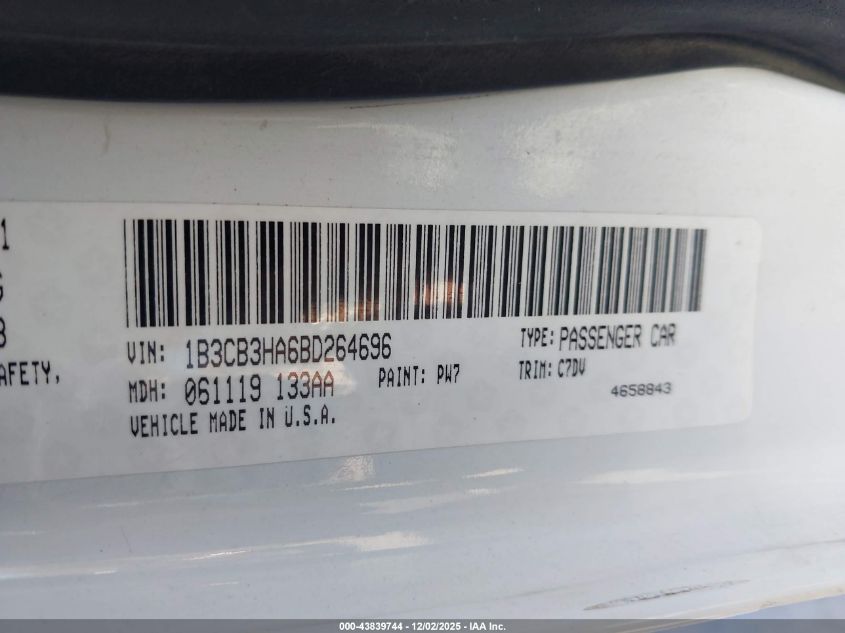 1
AFETY,
VIN: 1B3CB3HA6BD264696
TYPE: PASSENGER CAR
MDH: 061119 133AA
PAINT: PW7
TRIM: C7DV
VEHICLE MADE IN U.S.A.
4658843
000-43839744 - 12/02/2025 - IAA Inc.